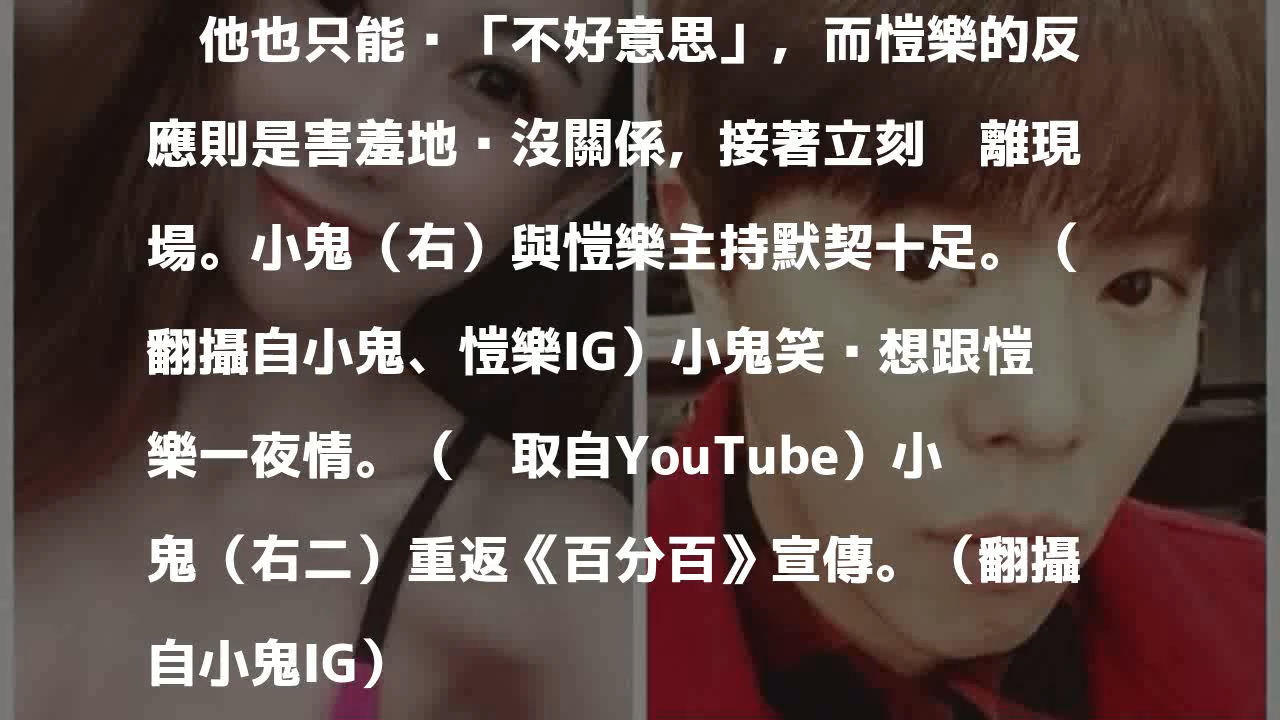 他也只能▪「不好意思」，而愷樂的反
應則是害羞地▪沒關係，接著立刻　離現
場。小鬼（右）與愷樂主持默契十足。（
翻攝自小鬼、愷樂IG）小鬼笑▪想跟愷
樂一夜情。（　取自YouTube）小
鬼（右二）重返《百分百》宣傳。（翻攝
自小鬼IG）